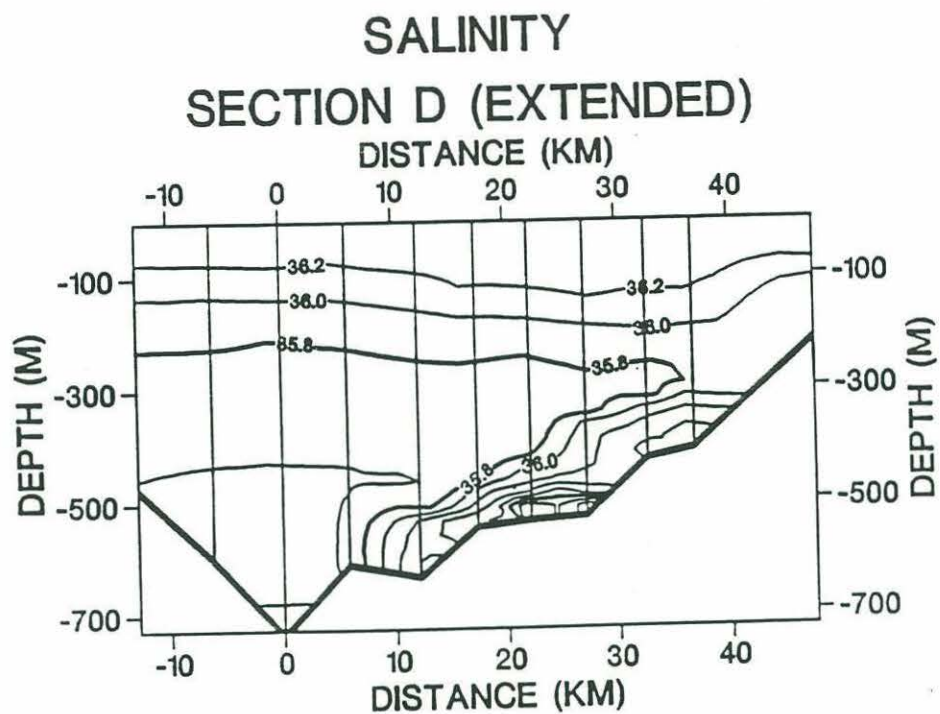 SALINITY
SECTION D (EXTENDED)
DISTANCE (KM)
-10 0 10 20 30 40
36.2 36.2
-100 -100
36.0 36.0
35.8 35.8
-300 -300
DEPTH (M) DEPTH (M)
35.8 36.0
-500 -500
-700 -700
-10 0 10 20 30 40
DISTANCE (KM)